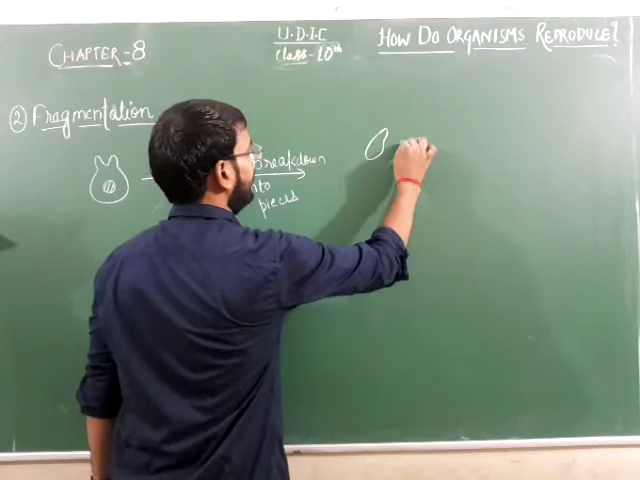 U.D.I.C
Class-10th
CHAPTER-8
HOW DO ORGANISMS REPRODUCE?
② Fragmentation
breakdown
into
pieces